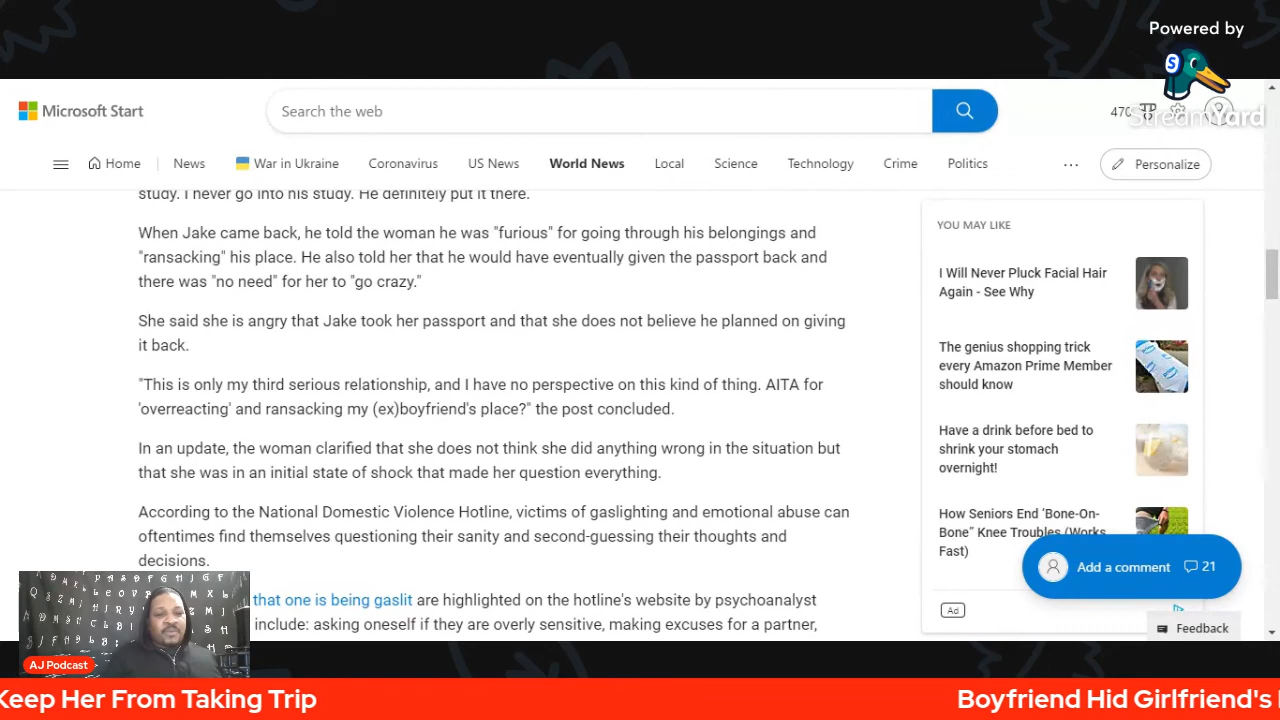 Powered by
StreamYard
Microsoft Start
Search the web
470
Home
News
War in Ukraine
Coronavirus
US News
World News
Local
Science
Technology
Crime
Politics
...
Personalize
study. I never go into his study. He definitely put it there.
When Jake came back, he told the woman he was "furious" for going through his belongings and
"ransacking" his place. He also told her that he would have eventually given the passport back and
there was "no need" for her to "go crazy."
She said she is angry that Jake took her passport and that she does not believe he planned on giving
it back.
"This is only my third serious relationship, and I have no perspective on this kind of thing. AITA for
'overreacting' and ransacking my (ex)boyfriend's place?" the post concluded.
In an update, the woman clarified that she does not think she did anything wrong in the situation but
that she was in an initial state of shock that made her question everything.
According to the National Domestic Violence Hotline, victims of gaslighting and emotional abuse can
oftentimes find themselves questioning their sanity and second-guessing their thoughts and
decisions.
that one is being gaslit are highlighted on the hotline's website by psychoanalyst
include: asking oneself if they are overly sensitive, making excuses for a partner,
YOU MAY LIKE
I Will Never Pluck Facial Hair
Again - See Why
The genius shopping trick
every Amazon Prime Member
should know
Have a drink before bed to
shrink your stomach
overnight!
How Seniors End 'Bone-On-
Bone" Knee Troubles (Works
Fast)
Add a comment
21
Ad
Feedback
AJ Podcast
Keep Her From Taking Trip
Boyfriend Hid Girlfriend's